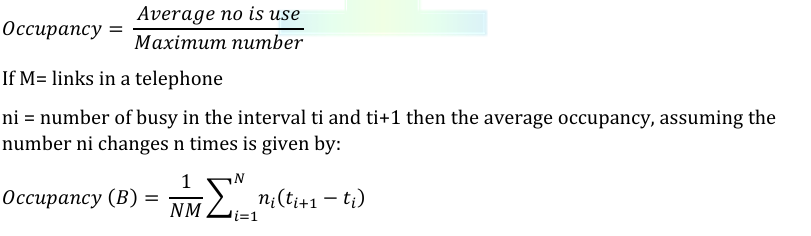 Occupancy = Average no is use / Maximum number
If M= links in a telephone
ni = number of busy in the interval ti and ti+1 then the average occupancy, assuming the
number ni changes n times is given by:
Occupancy (B) = 1/NM ∑_{i=1}^{N} n_i(t_{i+1} − t_i)